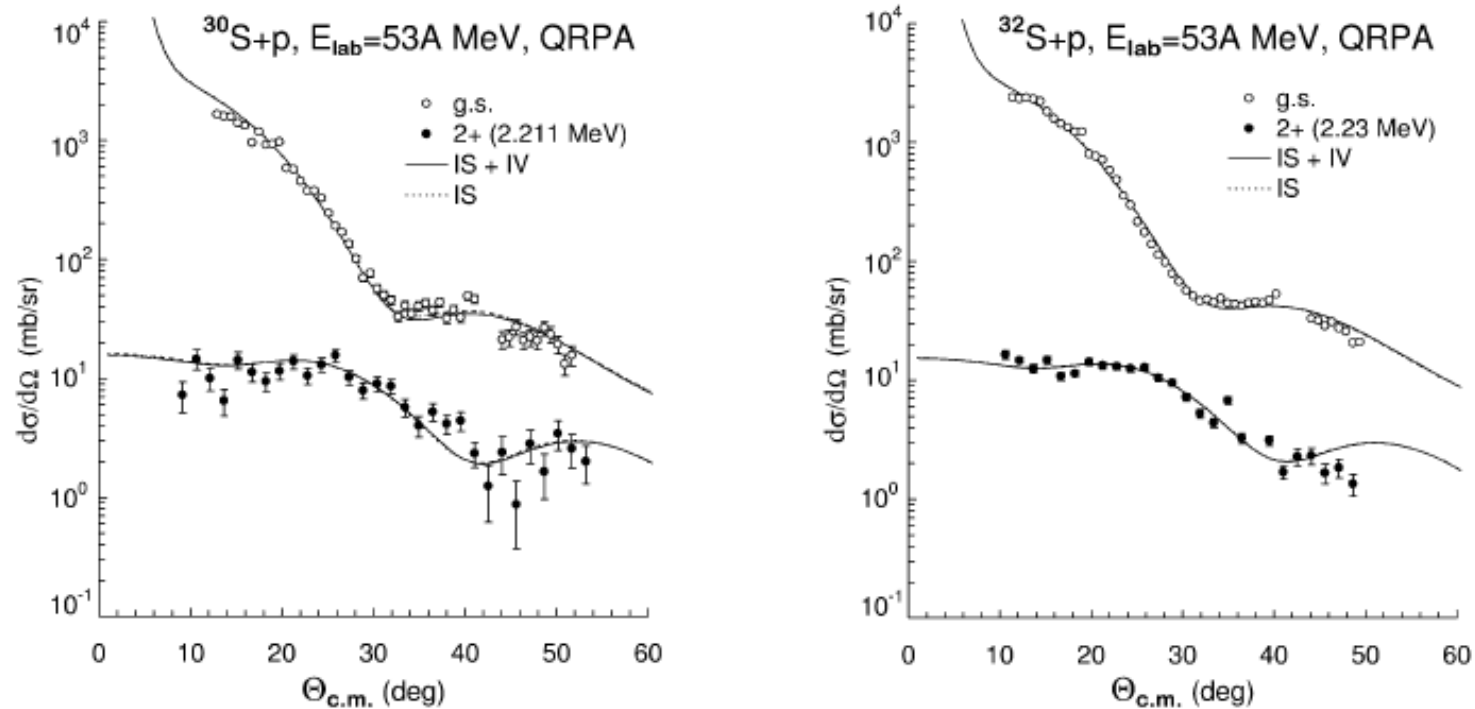 ³⁰S+p, E_lab=53A MeV, QRPA
g.s.
2+ (2.211 MeV)
IS + IV
IS
10⁴
10³
10²
10¹
10⁰
10⁻¹
dσ/dΩ (mb/sr)
0 10 20 30 40 50 60
Θ_c.m. (deg)
³²S+p, E_lab=53A MeV, QRPA
g.s.
2+ (2.23 MeV)
IS + IV
IS
10⁴
10³
10²
10¹
10⁰
10⁻¹
dσ/dΩ (mb/sr)
0 10 20 30 40 50 60
Θ_c.m. (deg)